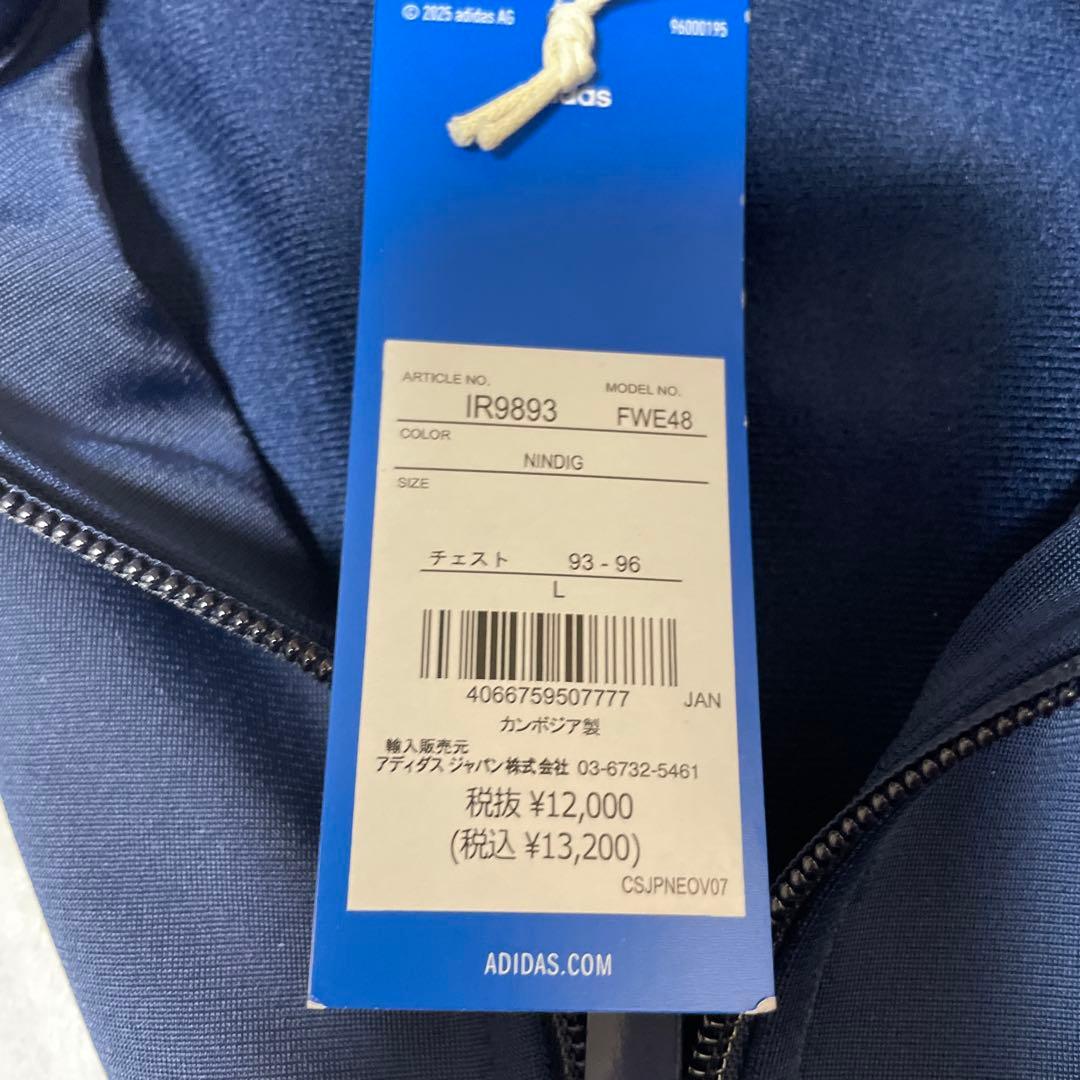 © 2025 adidas AG
96000195
das
ARTICLE NO.
MODEL NO.
IR9893
FWE48
COLOR
NINDIG
SIZE
チェスト 93 - 96
L
4066759507777 JAN
カンボジア製
輸入販売元
アディダス ジャパン株式会社 03-6732-5461
税抜 ¥12,000
(税込 ¥13,200)
CSJPNEOV07
ADIDAS.COM